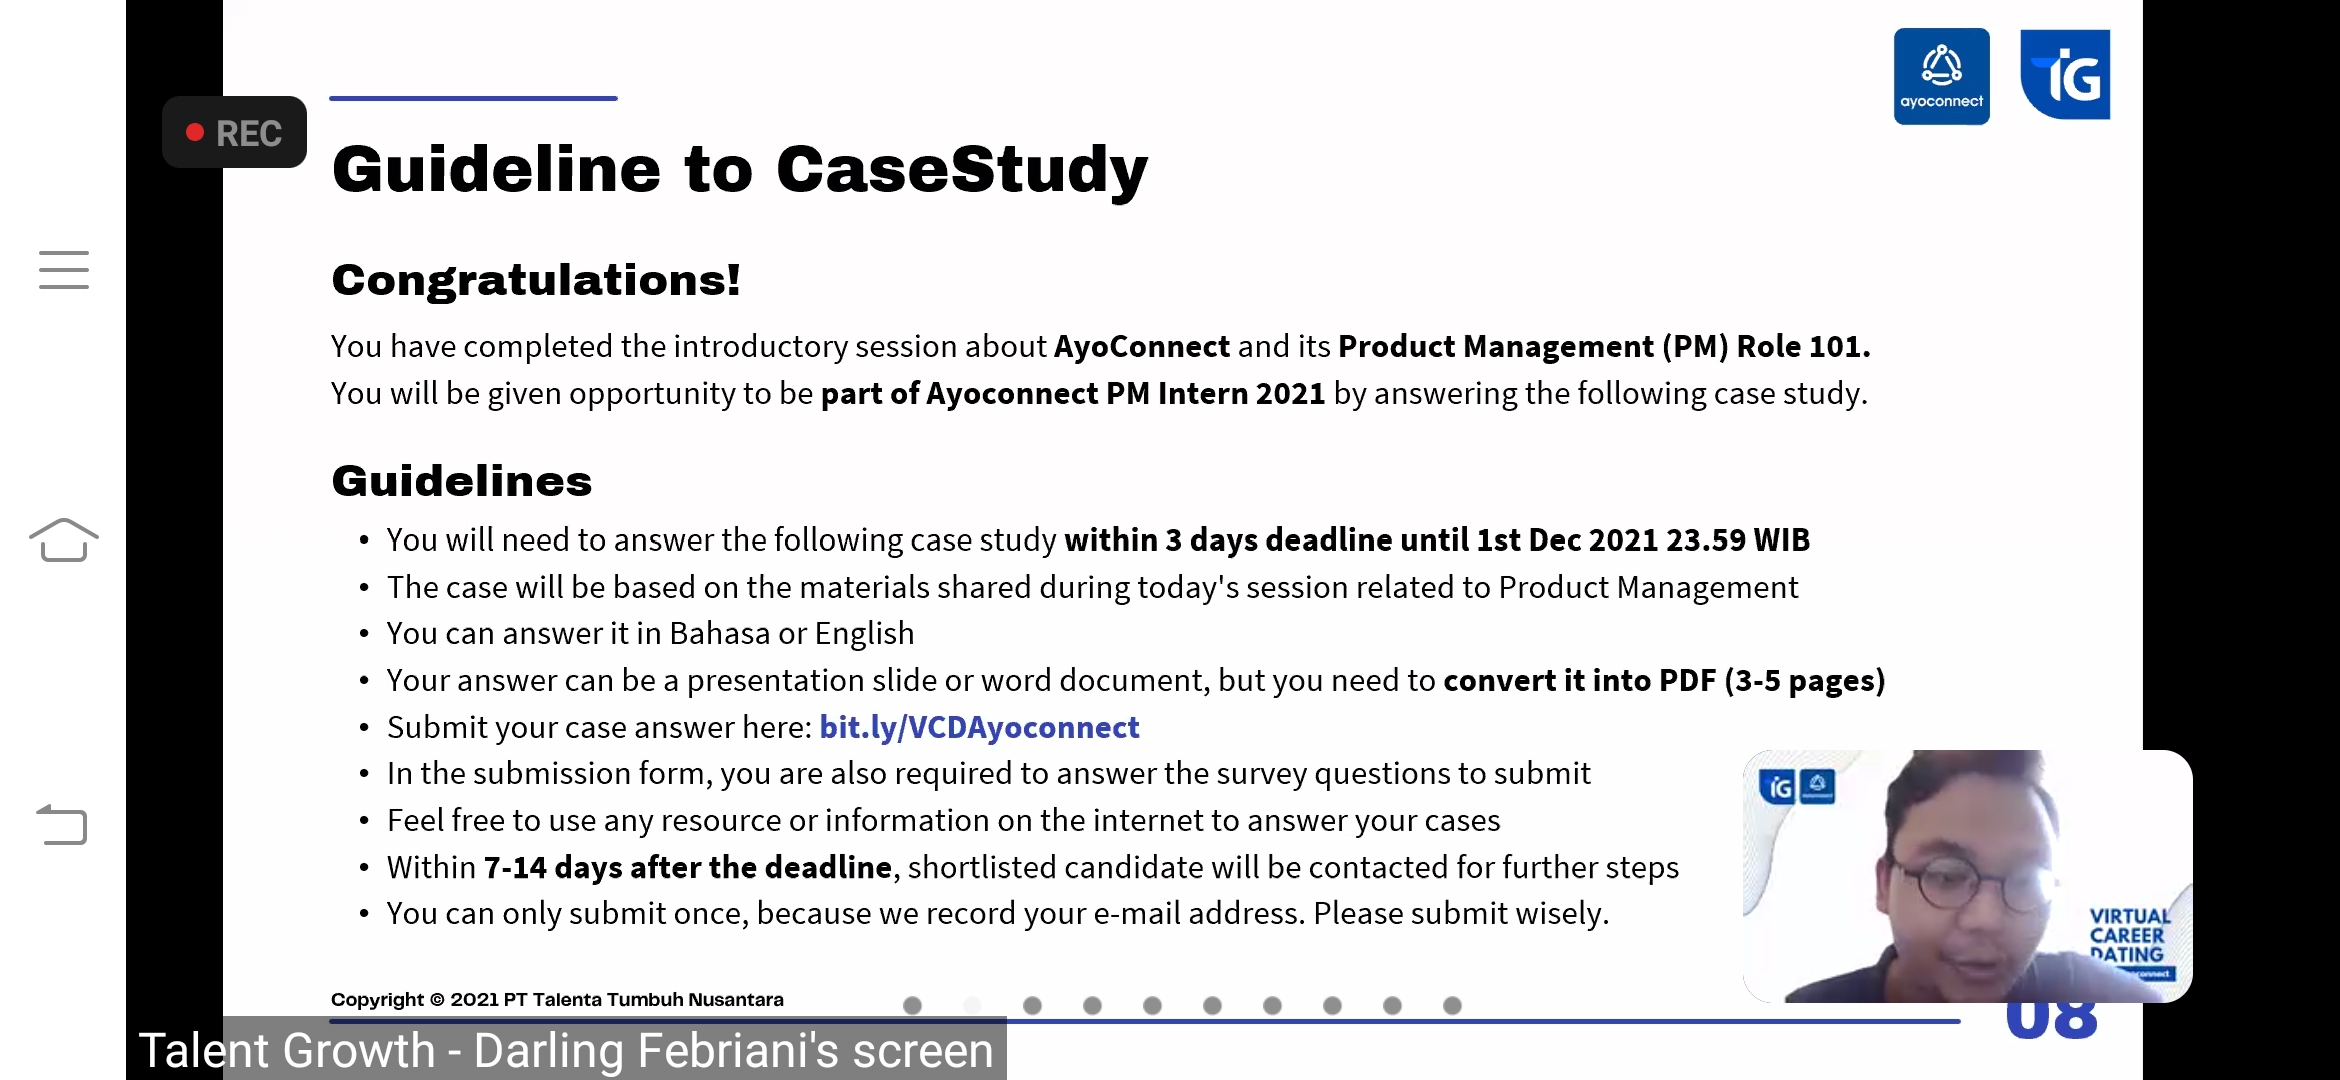 ayoconnect
TiG
REC
Guideline to CaseStudy
Congratulations!
You have completed the introductory session about AyoConnect and its Product Management (PM) Role 101.
You will be given opportunity to be part of Ayoconnect PM Intern 2021 by answering the following case study.
Guidelines
• You will need to answer the following case study within 3 days deadline until 1st Dec 2021 23.59 WIB
• The case will be based on the materials shared during today's session related to Product Management
• You can answer it in Bahasa or English
• Your answer can be a presentation slide or word document, but you need to convert it into PDF (3-5 pages)
• Submit your case answer here: bit.ly/VCDAyoconnect
• In the submission form, you are also required to answer the survey questions to submit
• Feel free to use any resource or information on the internet to answer your cases
• Within 7-14 days after the deadline, shortlisted candidate will be contacted for further steps
• You can only submit once, because we record your e-mail address. Please submit wisely.
TiG
VIRTUAL
CAREER
DATING
Copyright © 2021 PT Talenta Tumbuh Nusantara
08
Talent Growth - Darling Febriani's screen